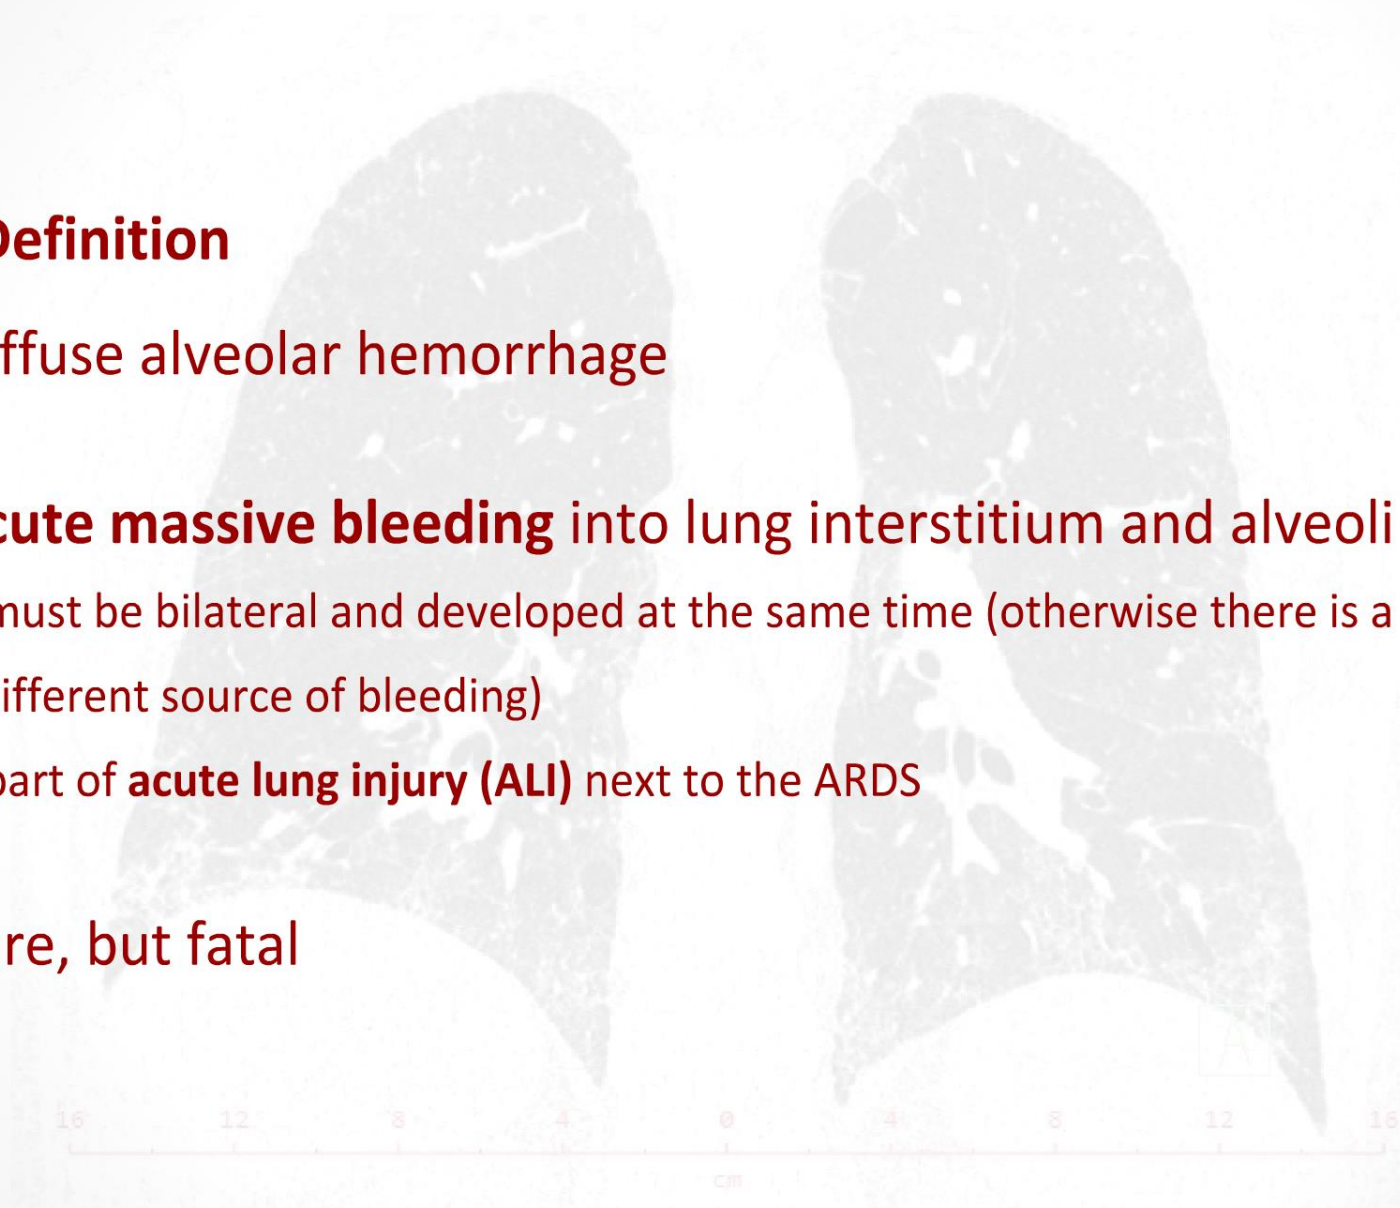 Definition
ffuse alveolar hemorrhage
cute massive bleeding into lung interstitium and alveoli
must be bilateral and developed at the same time (otherwise there is a
ifferent source of bleeding)
part of acute lung injury (ALI) next to the ARDS
re, but fatal
A
16 12 8 4 0 4 8 12 16
cm